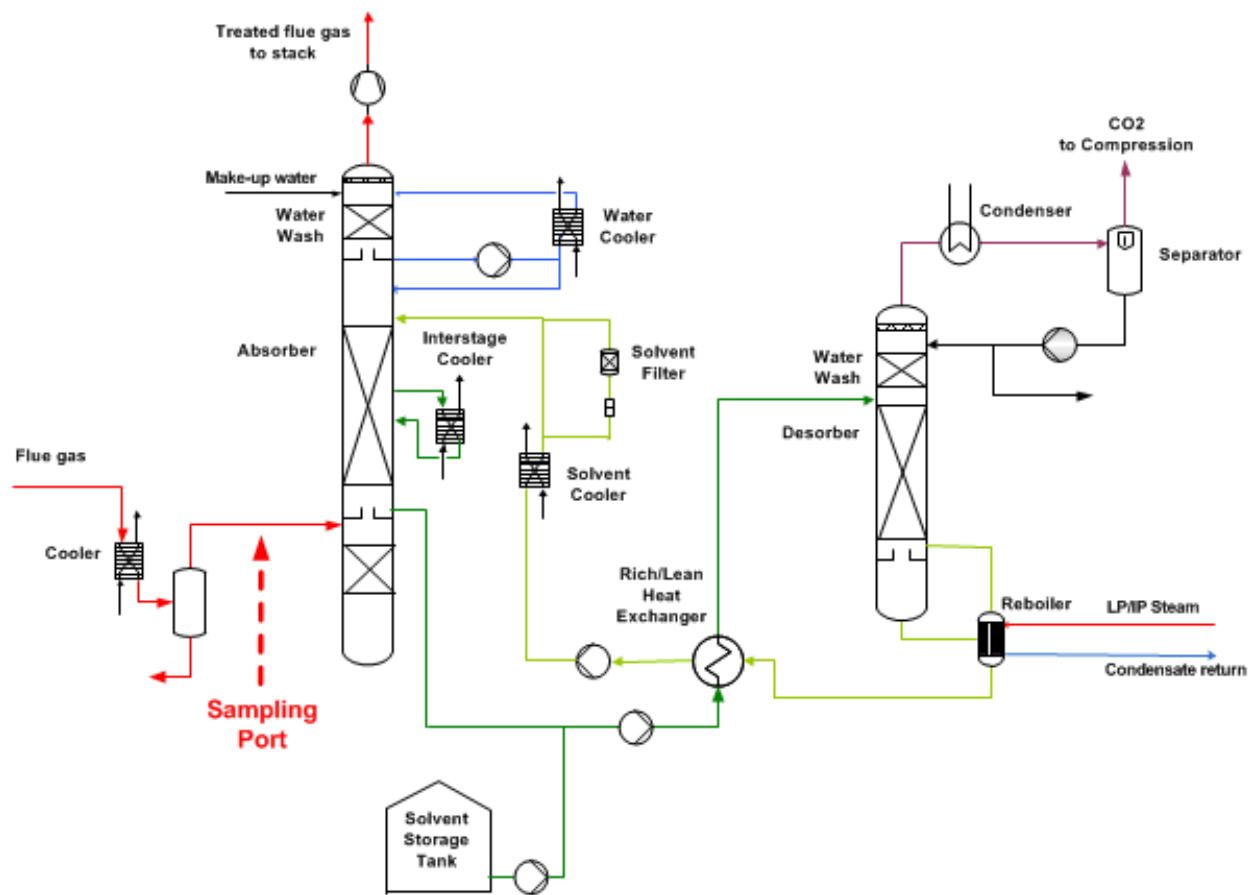 Treated flue gas
to stack
CO2
to Compression
Make-up water
Water
Wash
Water
Cooler
Condenser
Separator
Absorber
Interstage
Cooler
Solvent
Filter
Water
Wash
Desorber
Flue gas
Solvent
Cooler
Cooler
Rich/Lean
Heat
Exchanger
Reboiler
LP/IP Steam
Condensate return
Sampling
Port
Solvent
Storage
Tank